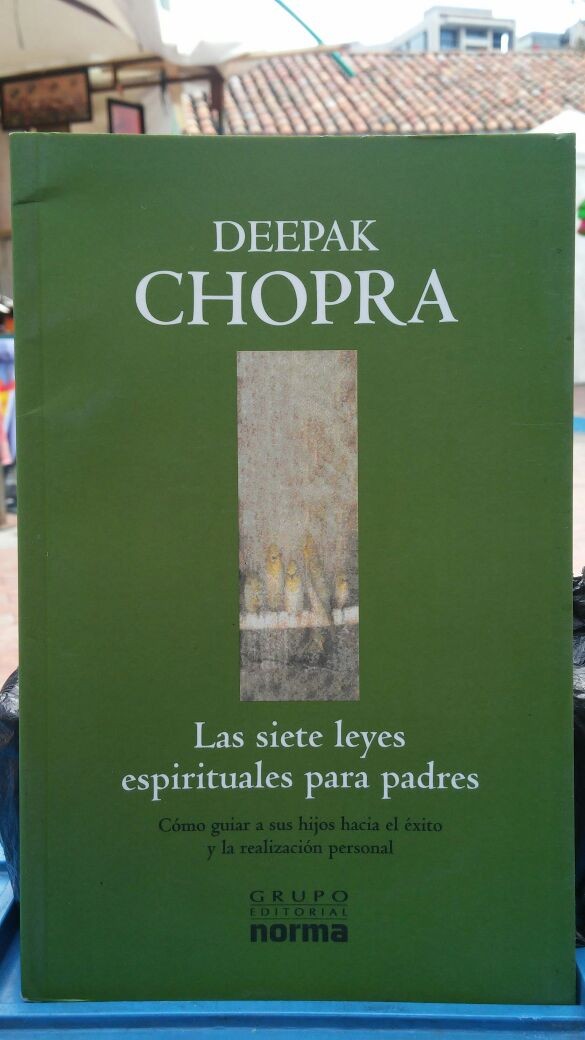 DEEPAK
CHOPRA
Las siete leyes
espirituales para padres
Cómo guiar a sus hijos hacia el éxito
y la realización personal
GRUPO
EDITORIAL
norma